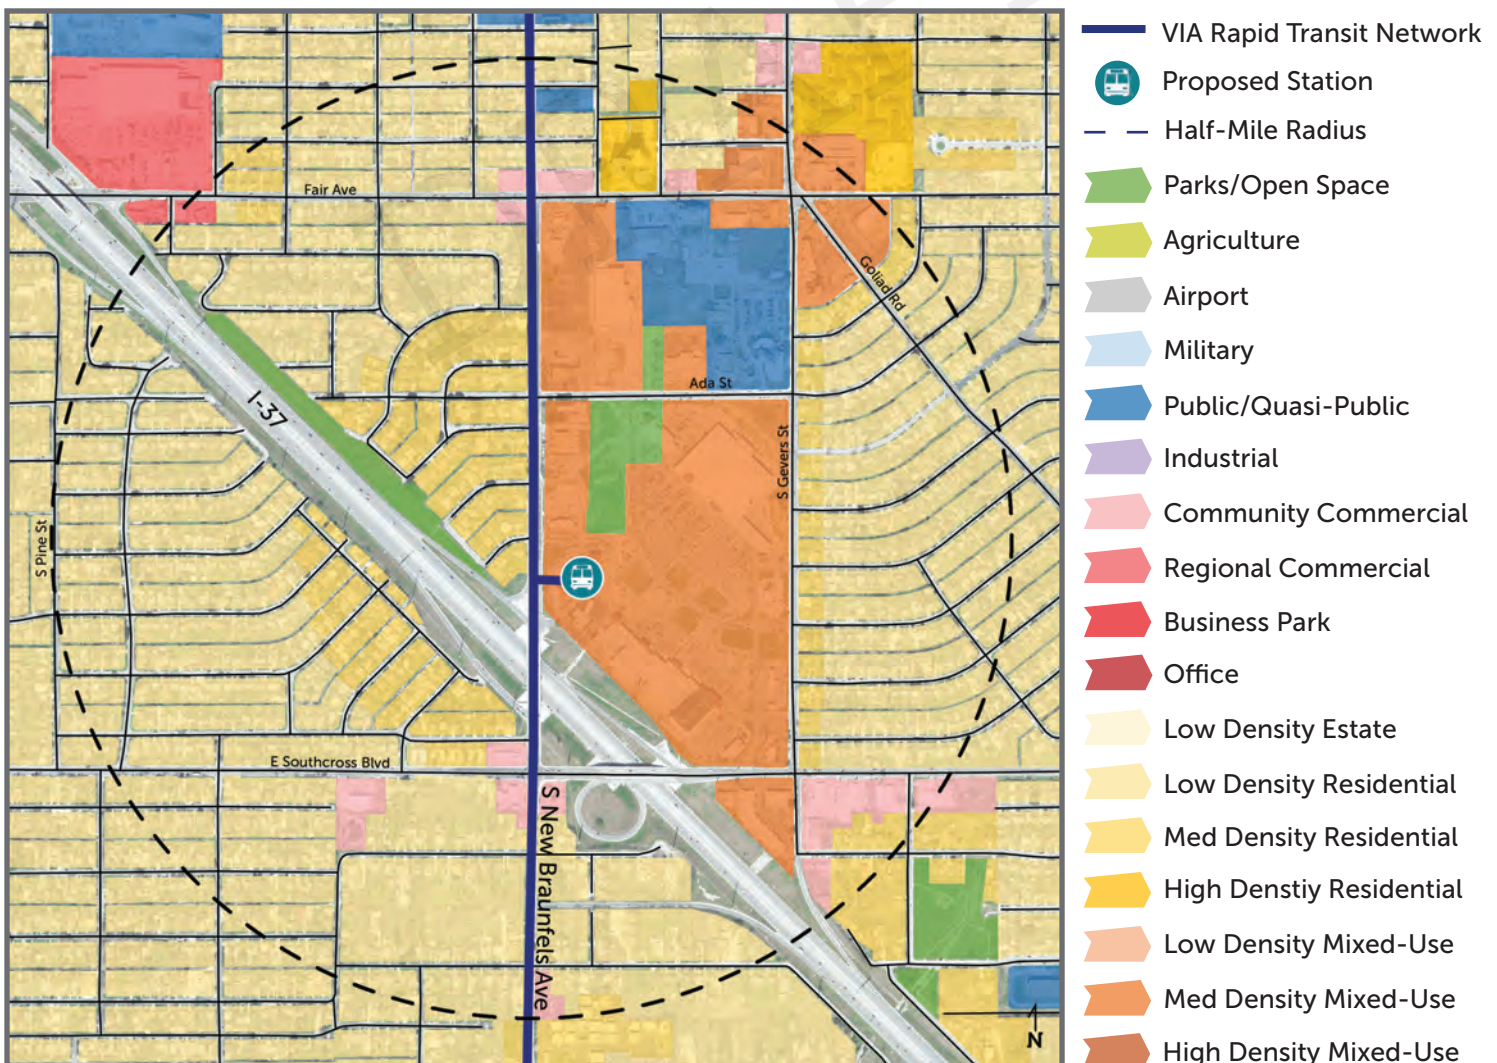 Fair Ave
Goliad Rd
Ada St
I-37
S Gevers St
S Pine St
E Southcross Blvd
S New Braunfels Ave
N
VIA Rapid Transit Network
Proposed Station
Half-Mile Radius
Parks/Open Space
Agriculture
Airport
Military
Public/Quasi-Public
Industrial
Community Commercial
Regional Commercial
Business Park
Office
Low Density Estate
Low Density Residential
Med Density Residential
High Denstiy Residential
Low Density Mixed-Use
Med Density Mixed-Use
High Density Mixed-Use